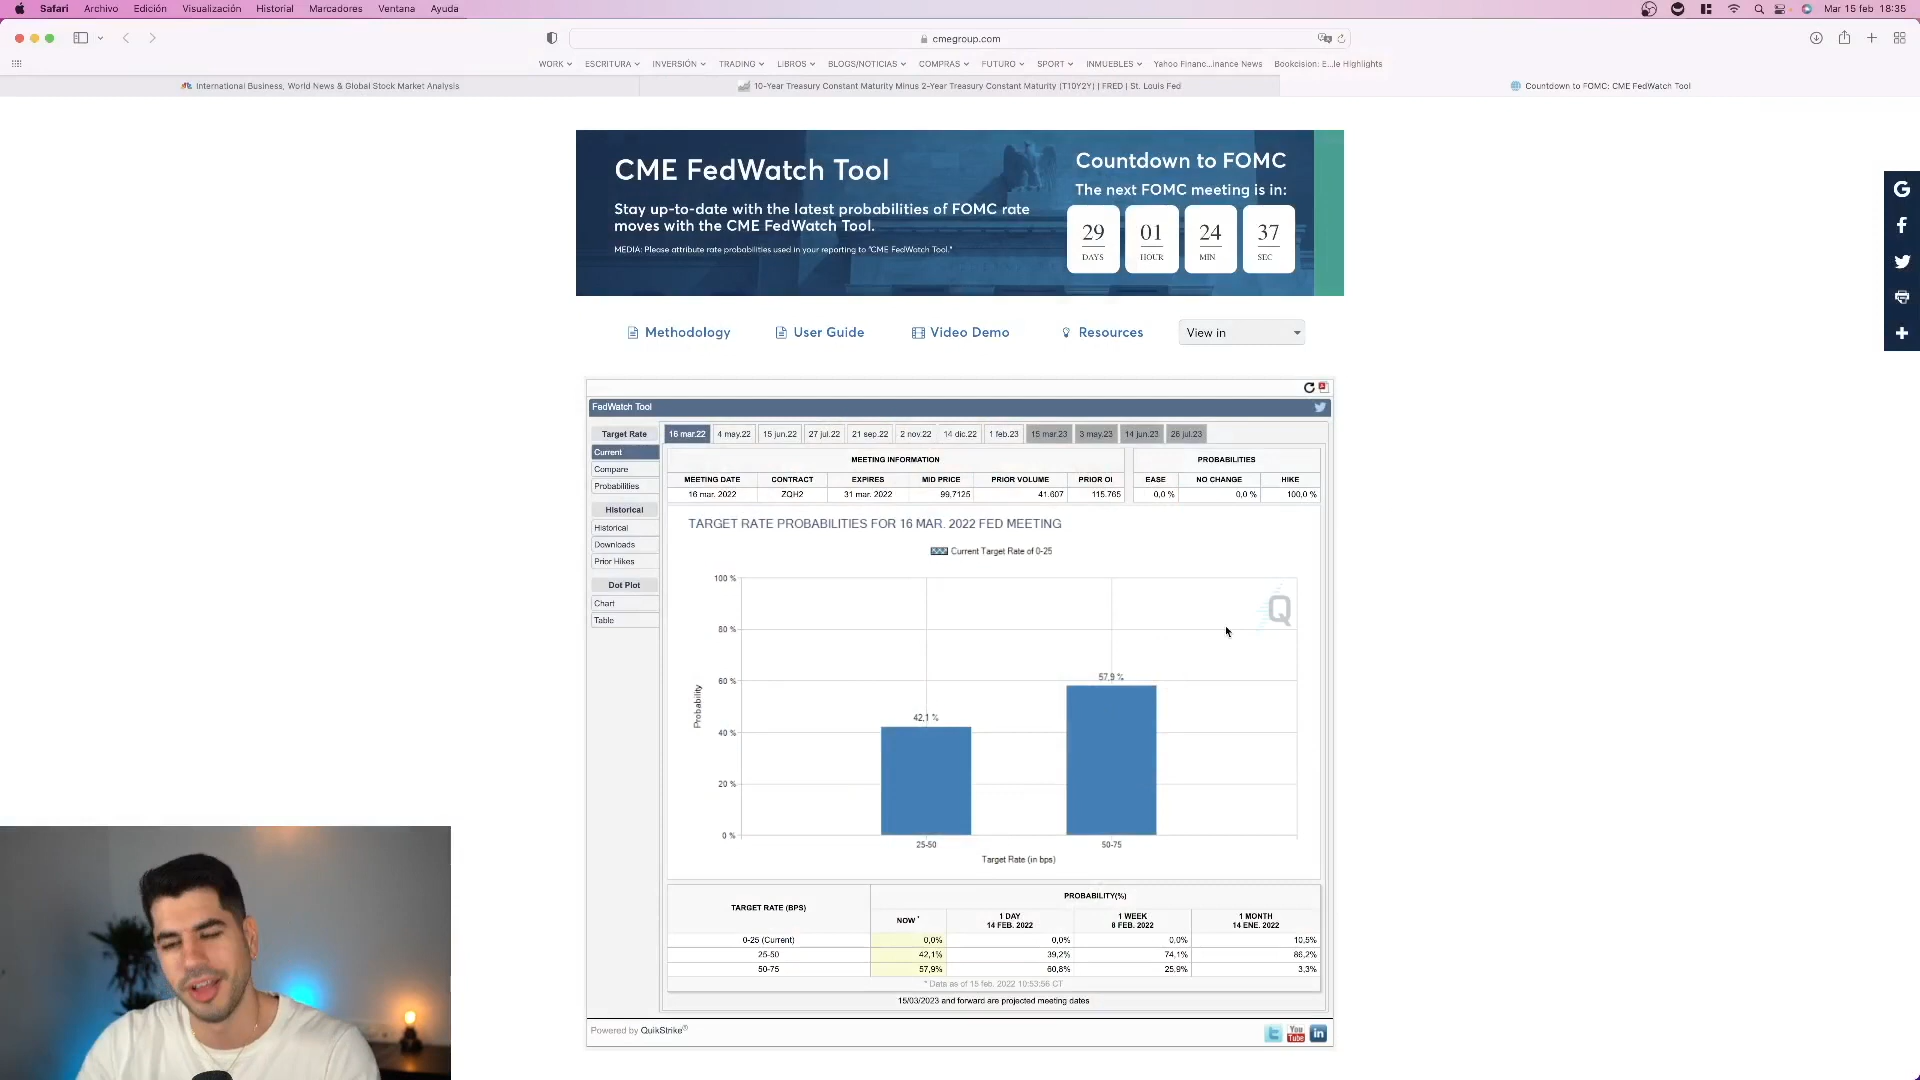 Safari Archivo Edición Visualización Historial Marcadores Ventana Ayuda Mar 15 feb 18:35
cmegroup.com
WORK ESCRITURA INVERSIÓN TRADING LIBROS BLOGS/NOTICIAS COMPRAS FUTURO SPORT INMUEBLES Yahoo Financ...inance News Bookcision: E...le Highlights
International Business, World News & Global Stock Market Analysis
10-Year Treasury Constant Maturity Minus 2-Year Treasury Constant Maturity (T10Y2Y) | FRED | St. Louis Fed
Countdown to FOMC: CME FedWatch Tool
CME FedWatch Tool
Stay up-to-date with the latest probabilities of FOMC rate
moves with the CME FedWatch Tool.
MEDIA: Please attribute rate probabilities used in your reporting to "CME FedWatch Tool."
Countdown to FOMC
The next FOMC meeting is in:
29 01 24 37
DAYS HOUR MIN SEC
Methodology User Guide Video Demo Resources View in
FedWatch Tool
Target Rate
Current
Compare
Probabilities
Historical
Historical
Downloads
Prior Hikes
Dot Plot
Chart
Table
16 mar.22 4 may.22 15 jun.22 27 jul.22 21 sep.22 2 nov.22 14 dic.22 1 feb.23 15 mar.23 3 may.23 14 jun.23 26 jul.23
MEETING INFORMATION
MEETING DATE CONTRACT EXPIRES MID PRICE PRIOR VOLUME PRIOR OI
16 mar. 2022 ZQH2 31 mar. 2022 99,7125 41.607 115.765
PROBABILITIES
EASE NO CHANGE HIKE
0,0 % 0,0 % 100,0 %
TARGET RATE PROBABILITIES FOR 16 MAR. 2022 FED MEETING
Current Target Rate of 0-25
Q
100 %
80 %
60 %
40 %
20 %
0 %
Probability
42,1 %
57,9 %
25-50 50-75
Target Rate (in bps)
TARGET RATE (BPS) PROBABILITY(%)
NOW * 1 DAY 14 FEB. 2022 1 WEEK 8 FEB. 2022 1 MONTH 14 ENE. 2022
0-25 (Current) 0,0% 0,0% 0,0% 10,5%
25-50 42,1% 39,2% 74,1% 86,2%
50-75 57,9% 60,8% 25,9% 3,3%
* Data as of 15 feb. 2022 10:53:56 CT
15/03/2023 and forward are projected meeting dates
Powered by QuikStrike®
You Tube in